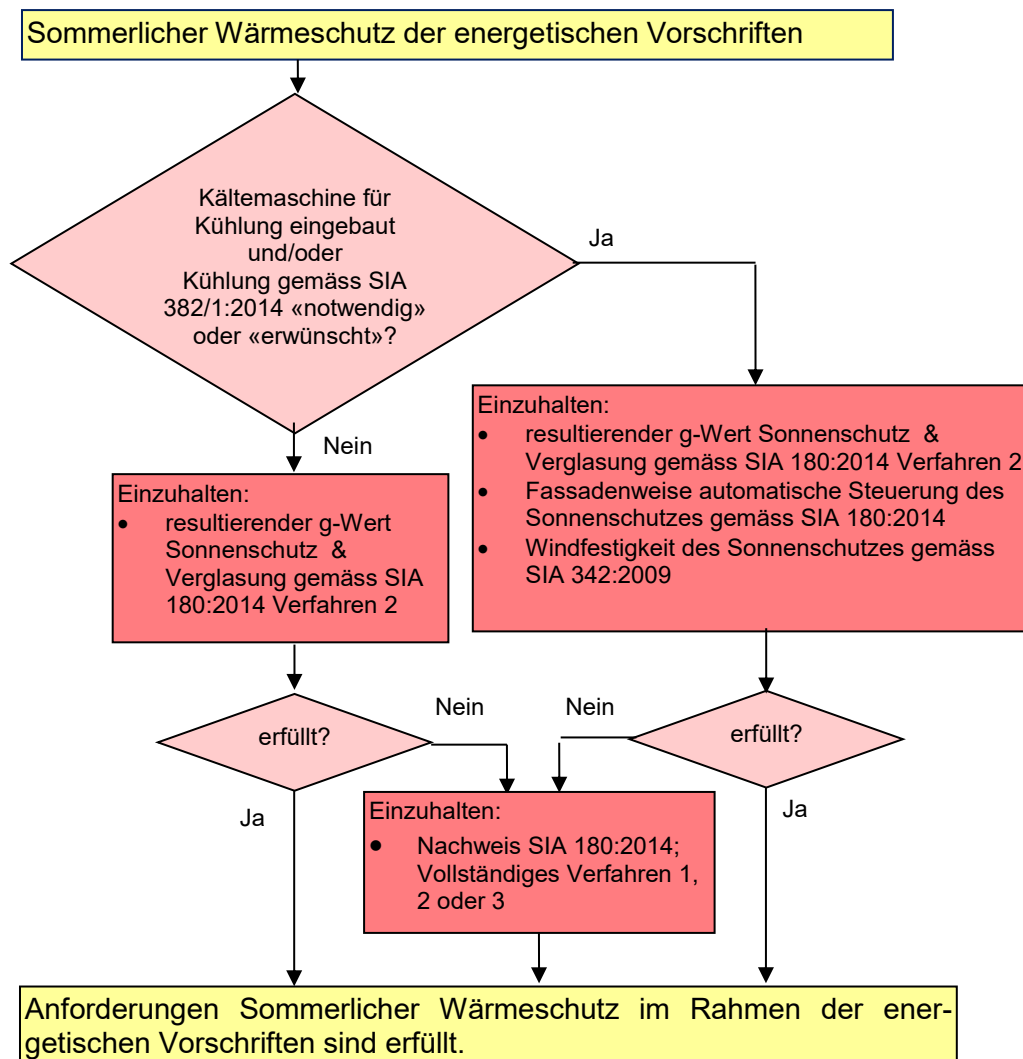 Sommerlicher Wärmeschutz der energetischen Vorschriften
Kältemaschine für
Kühlung eingebaut
und/oder
Kühlung gemäss SIA
382/1:2014 «notwendig»
oder «erwünscht»?
Ja
Nein
Einzuhalten:
• resultierender g-Wert Sonnenschutz & 
Verglasung gemäss SIA 180:2014 Verfahren 2
• Fassadenweise automatische Steuerung des
Sonnenschutzes gemäss SIA 180:2014
• Windfestigkeit des Sonnenschutzes gemäss
SIA 342:2009
Einzuhalten:
• resultierender g-Wert
Sonnenschutz &
Verglasung gemäss SIA
180:2014 Verfahren 2
erfüllt?
Nein
Nein
erfüllt?
Ja
Ja
Einzuhalten:
• Nachweis SIA 180:2014;
Vollständiges Verfahren 1,
2 oder 3
Anforderungen Sommerlicher Wärmeschutz im Rahmen der ener-
getischen Vorschriften sind erfüllt.